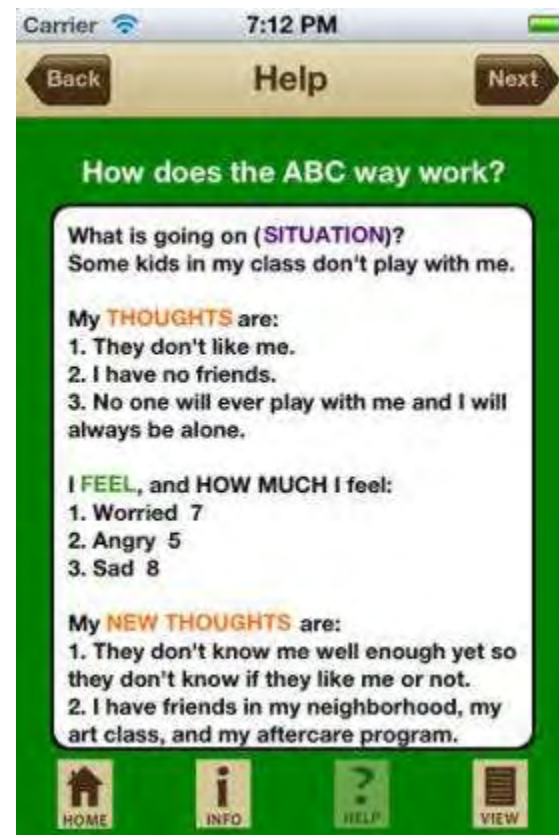 Carrier 7:12 PM
Back Help Next
How does the ABC way work?
What is going on (SITUATION)?
Some kids in my class don't play with me.
My THOUGHTS are:
1. They don't like me.
2. I have no friends.
3. No one will ever play with me and I will
always be alone.
I FEEL, and HOW MUCH I feel:
1. Worried 7
2. Angry 5
3. Sad 8
My NEW THOUGHTS are:
1. They don't know me well enough yet so
they don't know if they like me or not.
2. I have friends in my neighborhood, my
art class, and my aftercare program.
HOME INFO HELP VIEW